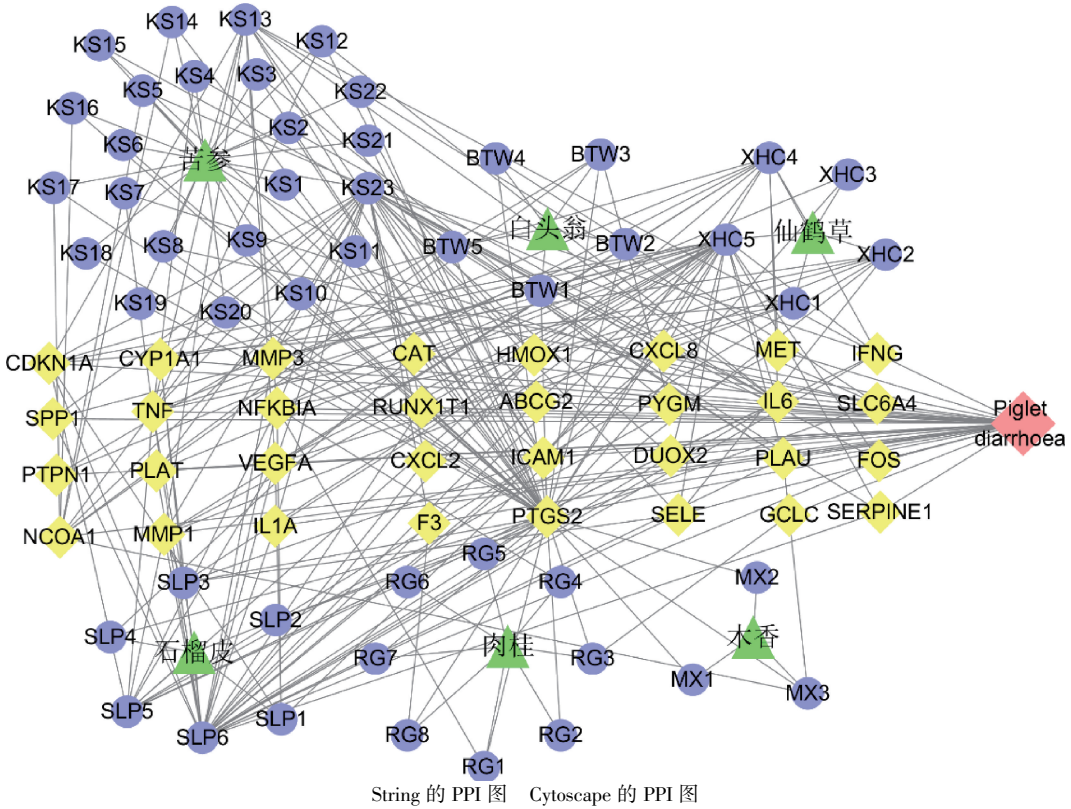 KS14
KS13
KS15
KS12
KS5
KS4
KS3
KS22
KS16
KS6
KS2
KS21
苦参
KS17
KS7
KS1
KS23
BTW4
BTW3
XHC4
XHC3
KS18
KS8
KS9
KS11
BTW5
白头翁
BTW2
XHC5
仙鹤草
XHC2
KS19
KS20
KS10
BTW1
XHC1
CDKN1A
CYP1A1
MMP3
CAT
HMOX1
CXCL8
MET
IFNG
SPP1
TNF
NFKBIA
RUNX1T1
ABCG2
PYGM
IL6
SLC6A4
Piglet
diarrhoea
PTPN1
PLAT
VEGFA
CXCL2
ICAM1
DUOX2
PLAU
FOS
NCOA1
MMP1
IL1A
F3
PTGS2
SELE
GCLC
SERPINE1
SLP3
RG6
RG5
RG4
MX2
SLP4
SLP2
石榴皮
RG7
肉桂
RG3
木香
MX1
MX3
SLP5
SLP6
SLP1
RG8
RG1
RG2
String 的 PPI 图 Cytoscape 的 PPI 图